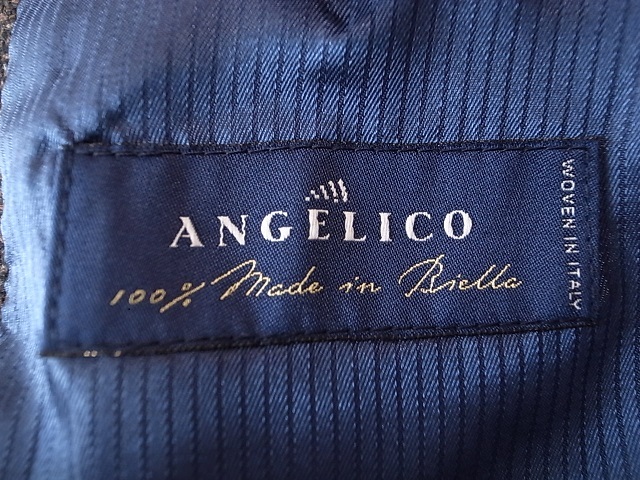 ANGELICO
100% Made in Biella
WOVEN IN ITALY